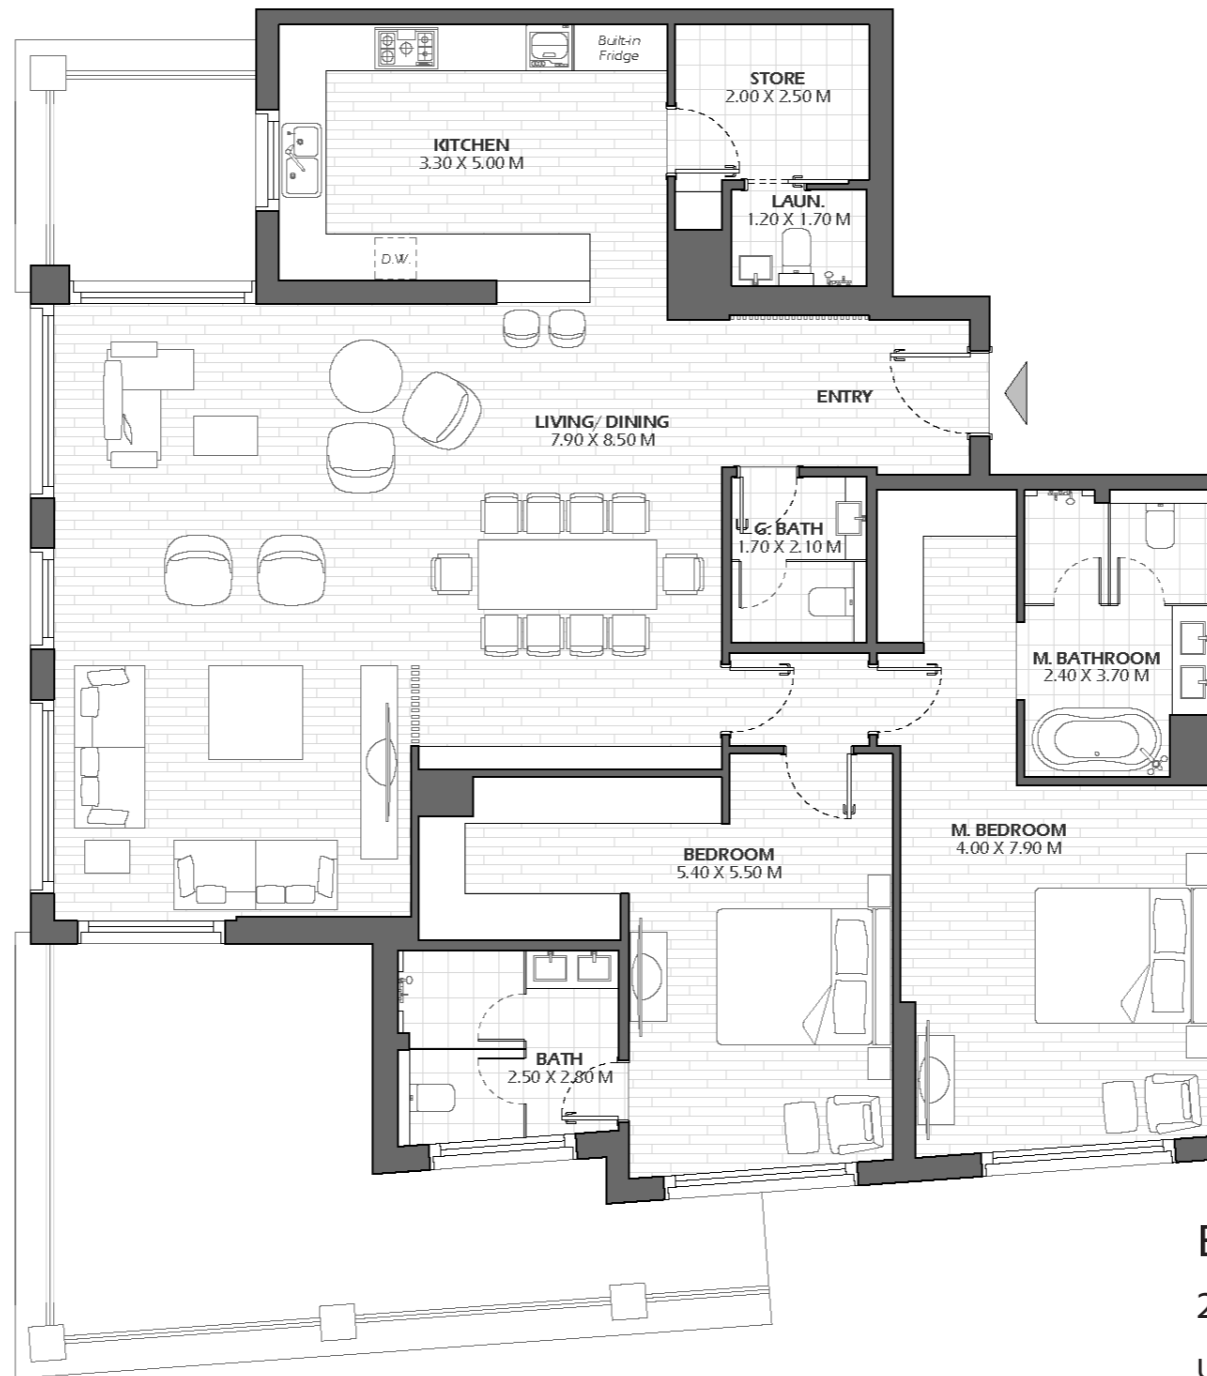 Built-in
Fridge
STORE
2.00 X 2.50 M
KITCHEN
3.30 X 5.00 M
LAUN.
1.20 X 1.70 M
D.W.
ENTRY
LIVING/ DINING
7.90 X 8.50 M
G. BATH
1.70 X 2.10 M
M. BATHROOM
2.40 X 3.70 M
M. BEDROOM
4.00 X 7.90 M
BEDROOM
5.40 X 5.50 M
BATH
2.50 X 2.80 M
2